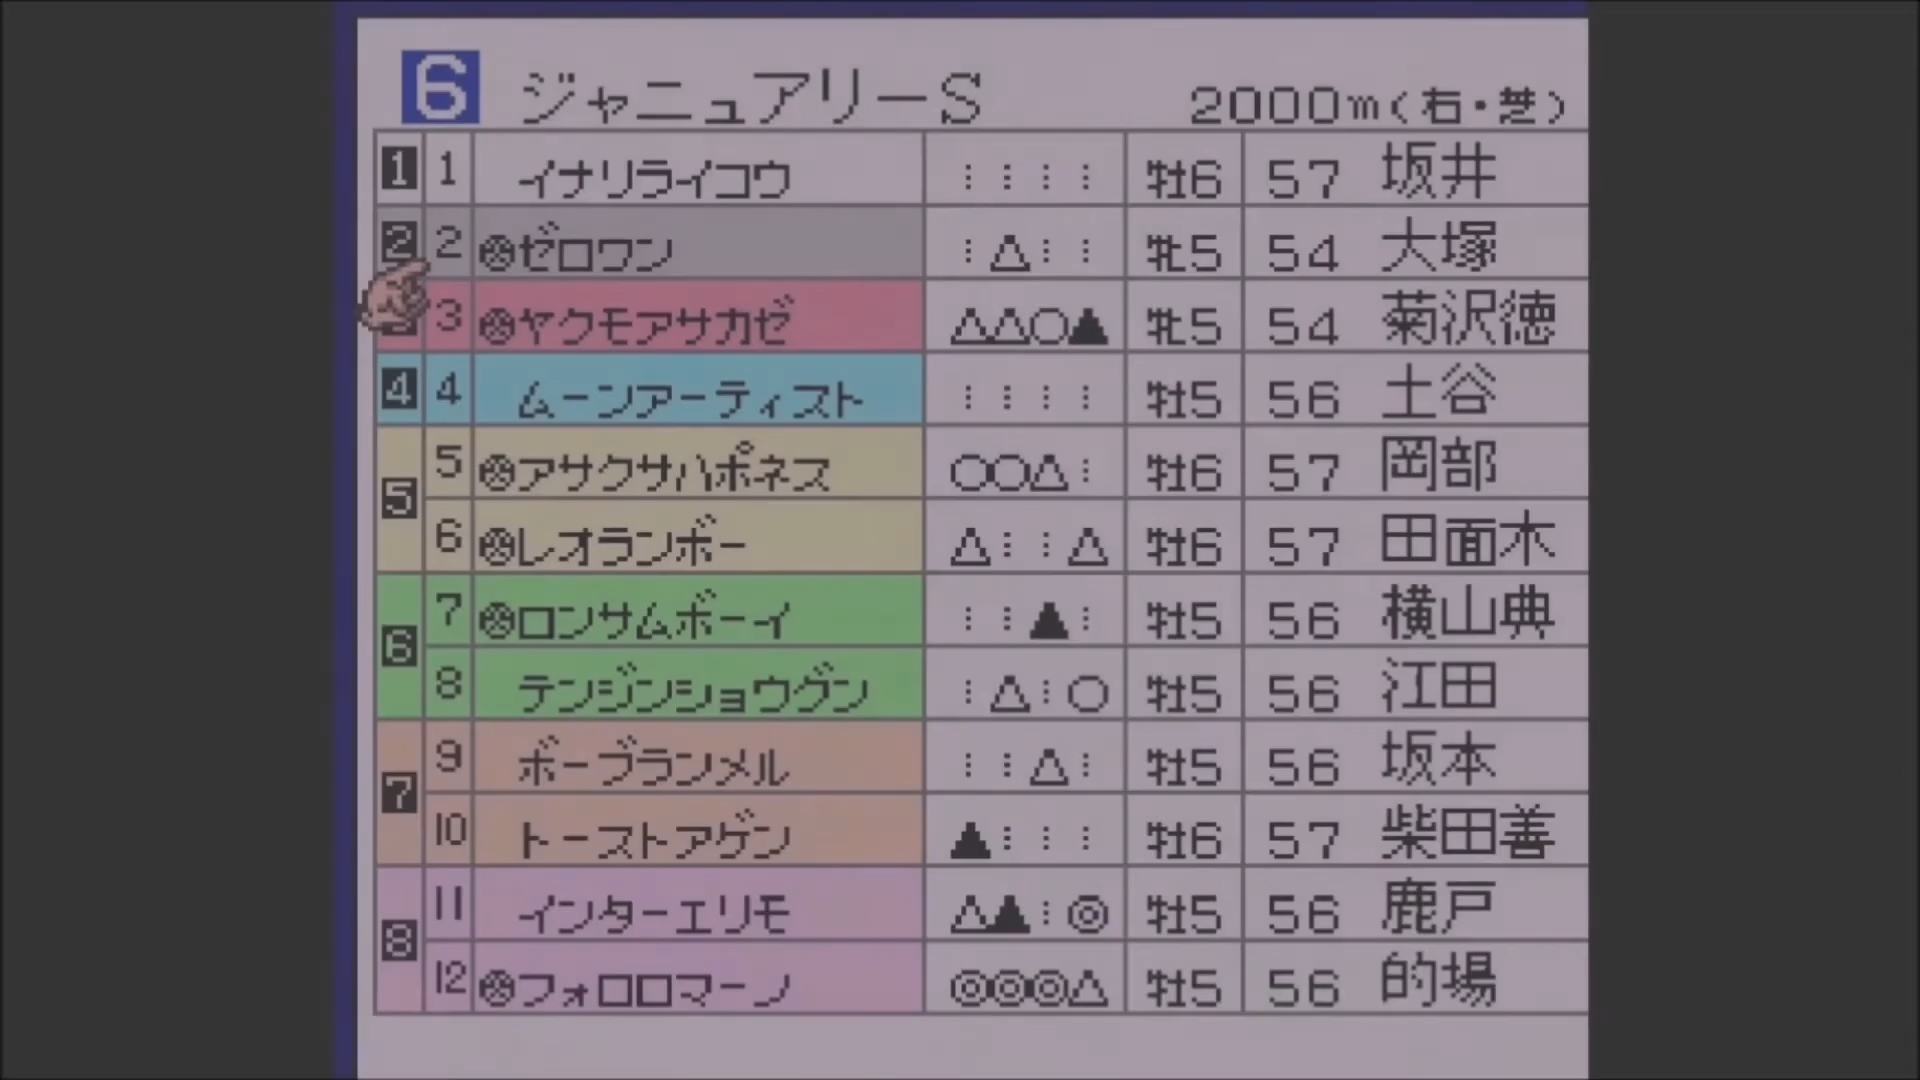 6 ジャニュアリーS 2000m(右・芝)
1 1 イナリライコウ ：：：： 牡6 57 坂井
2 2 ゼロワン ：△：： 牝5 54 大塚
3 ヤクモアサカゼ △△○▲ 牝5 54 菊沢徳
4 4 ムーンアーティスト ：：：： 牡5 56 土谷
5 5 アサクサハポネス ○○△： 牡6 57 岡部
6 レオランボー △：：△ 牡6 57 田面木
6 7 ロンサムボーイ ：：▲： 牡5 56 横山典
8 テンジンショウグン ：△：○ 牡5 56 江田
7 9 ボーブランメル ：：△： 牡5 56 坂本
10 トーストアゲン ▲：：： 牡6 57 柴田善
8 11 インターエリモ △▲：◎ 牡5 56 鹿戸
12 フォロロマーノ ◎◎◎△ 牡5 56 的場